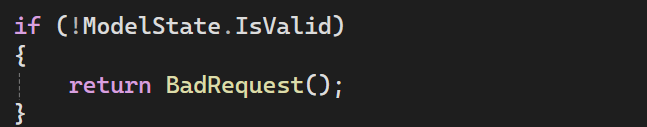 if (!ModelState.IsValid)
{
    return BadRequest();
}